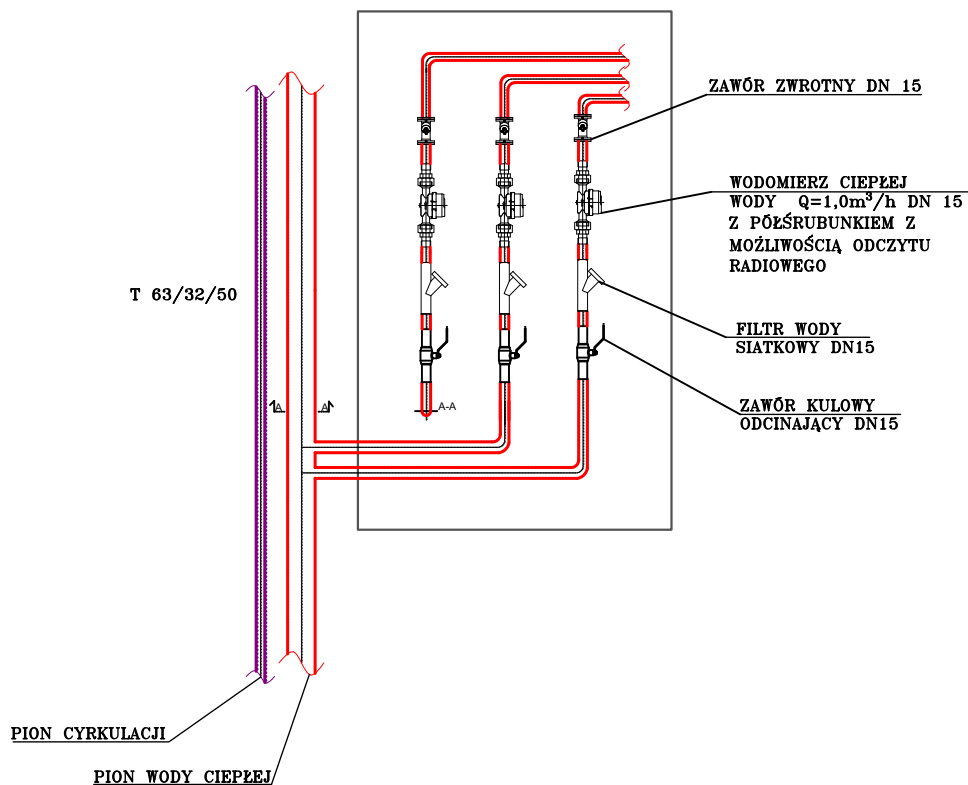 ZAWÓR ZWROTNY DN 15
WODOMIERZ CIEPŁEJ
WODY Q=1,0m³/h DN 15
Z PÓŁŚRUBUNKIEM Z
MOŻLIWOŚCIĄ ODCZYTU
RADIOWEGO
T 63/32/50
FILTR WODY
SIATKOWY DN15
A
A
A-A
ZAWÓR KULOWY
ODCINAJĄCY DN15
PION CYRKULACJI
PION WODY CIEPŁEJ